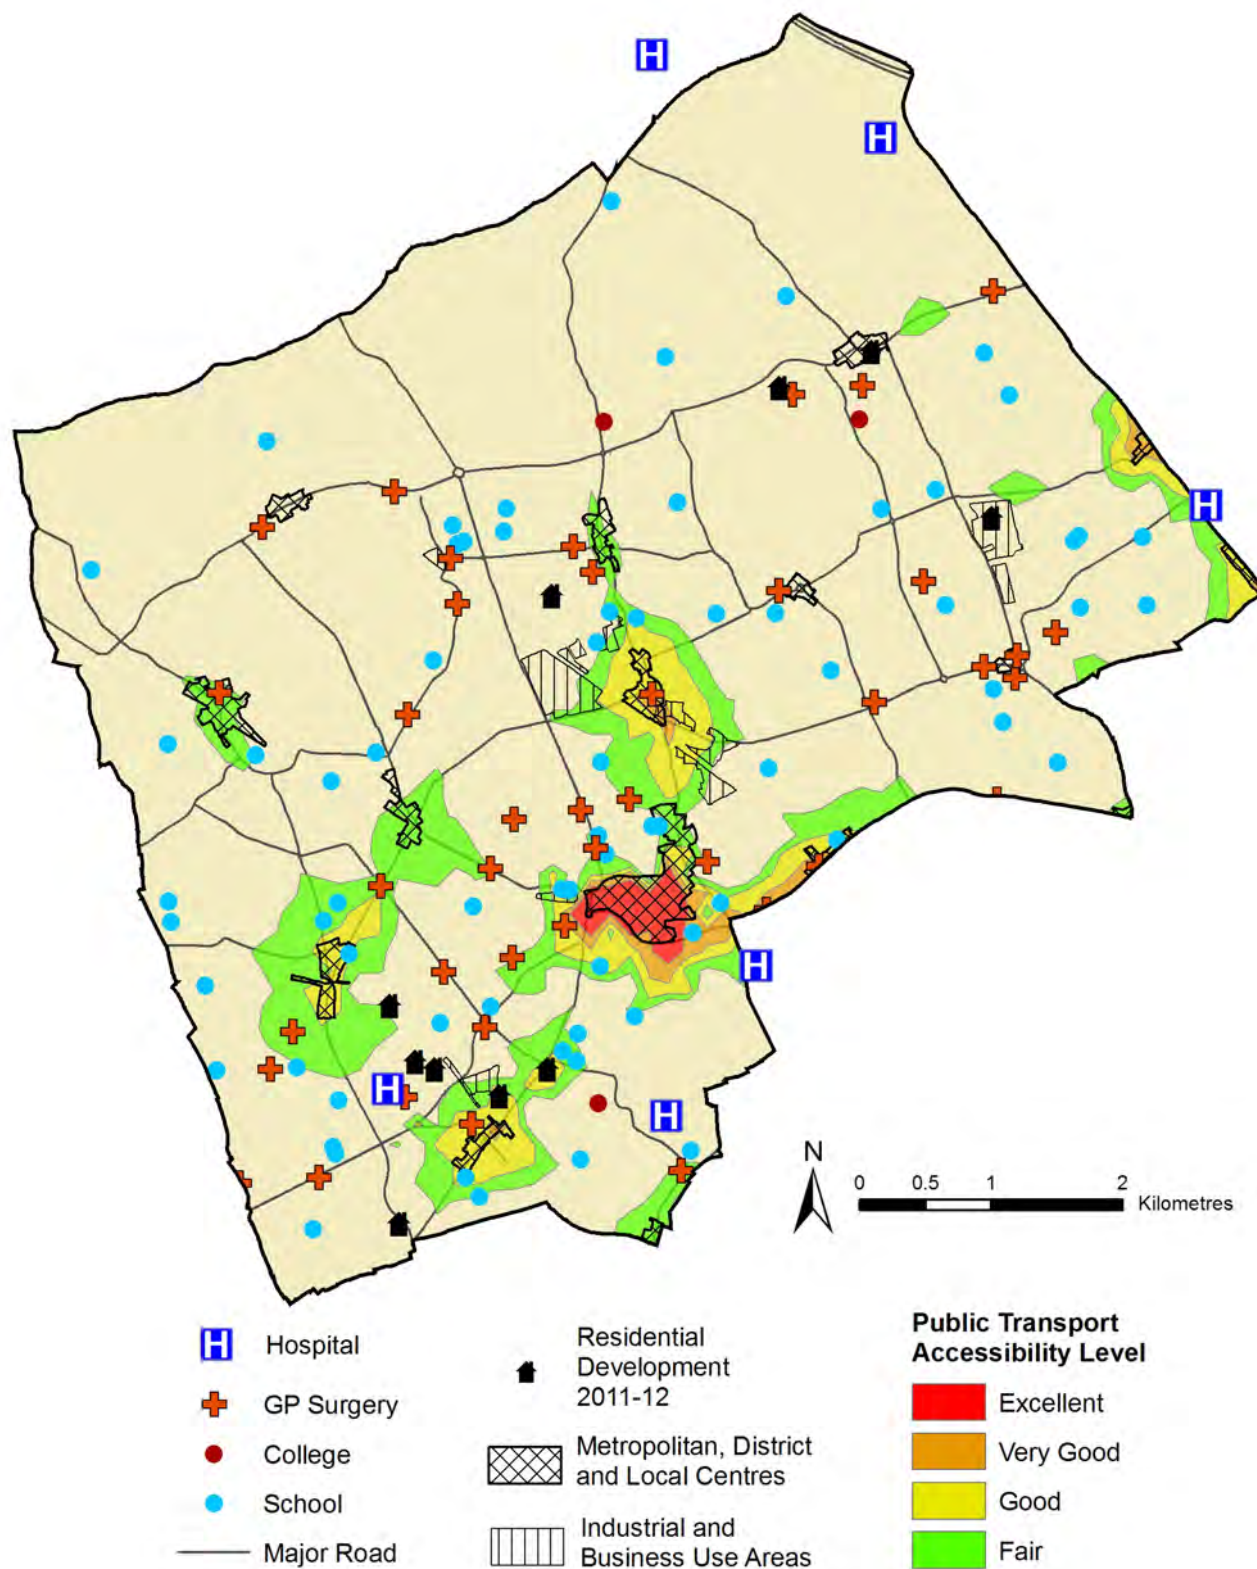 H
H
H
H
H
H
N
0
0.5
1
2
Kilometres
H
Hospital
GP Surgery
College
School
Major Road
Residential
Development
2011-12
Metropolitan, District
and Local Centres
Industrial and
Business Use Areas
Public Transport
Accessibility Level
Excellent
Very Good
Good
Fair